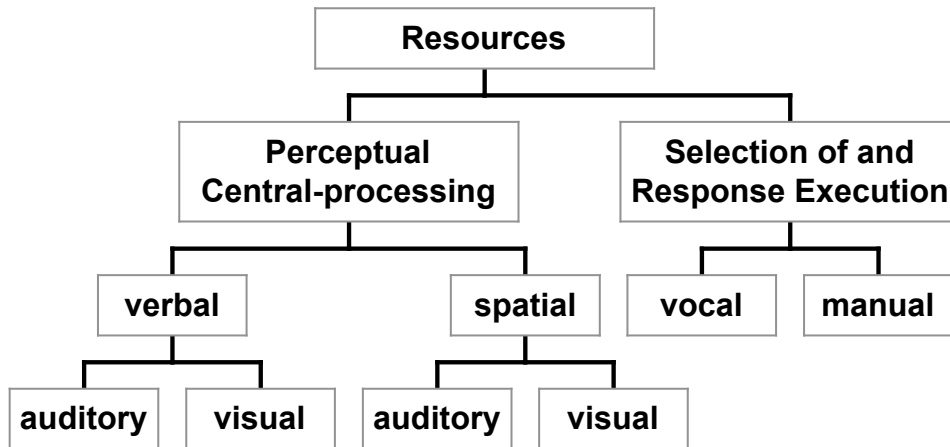 Resources
Perceptual
Central-processing
Selection of and
Response Execution
verbal
spatial
vocal
manual
auditory
visual
auditory
visual